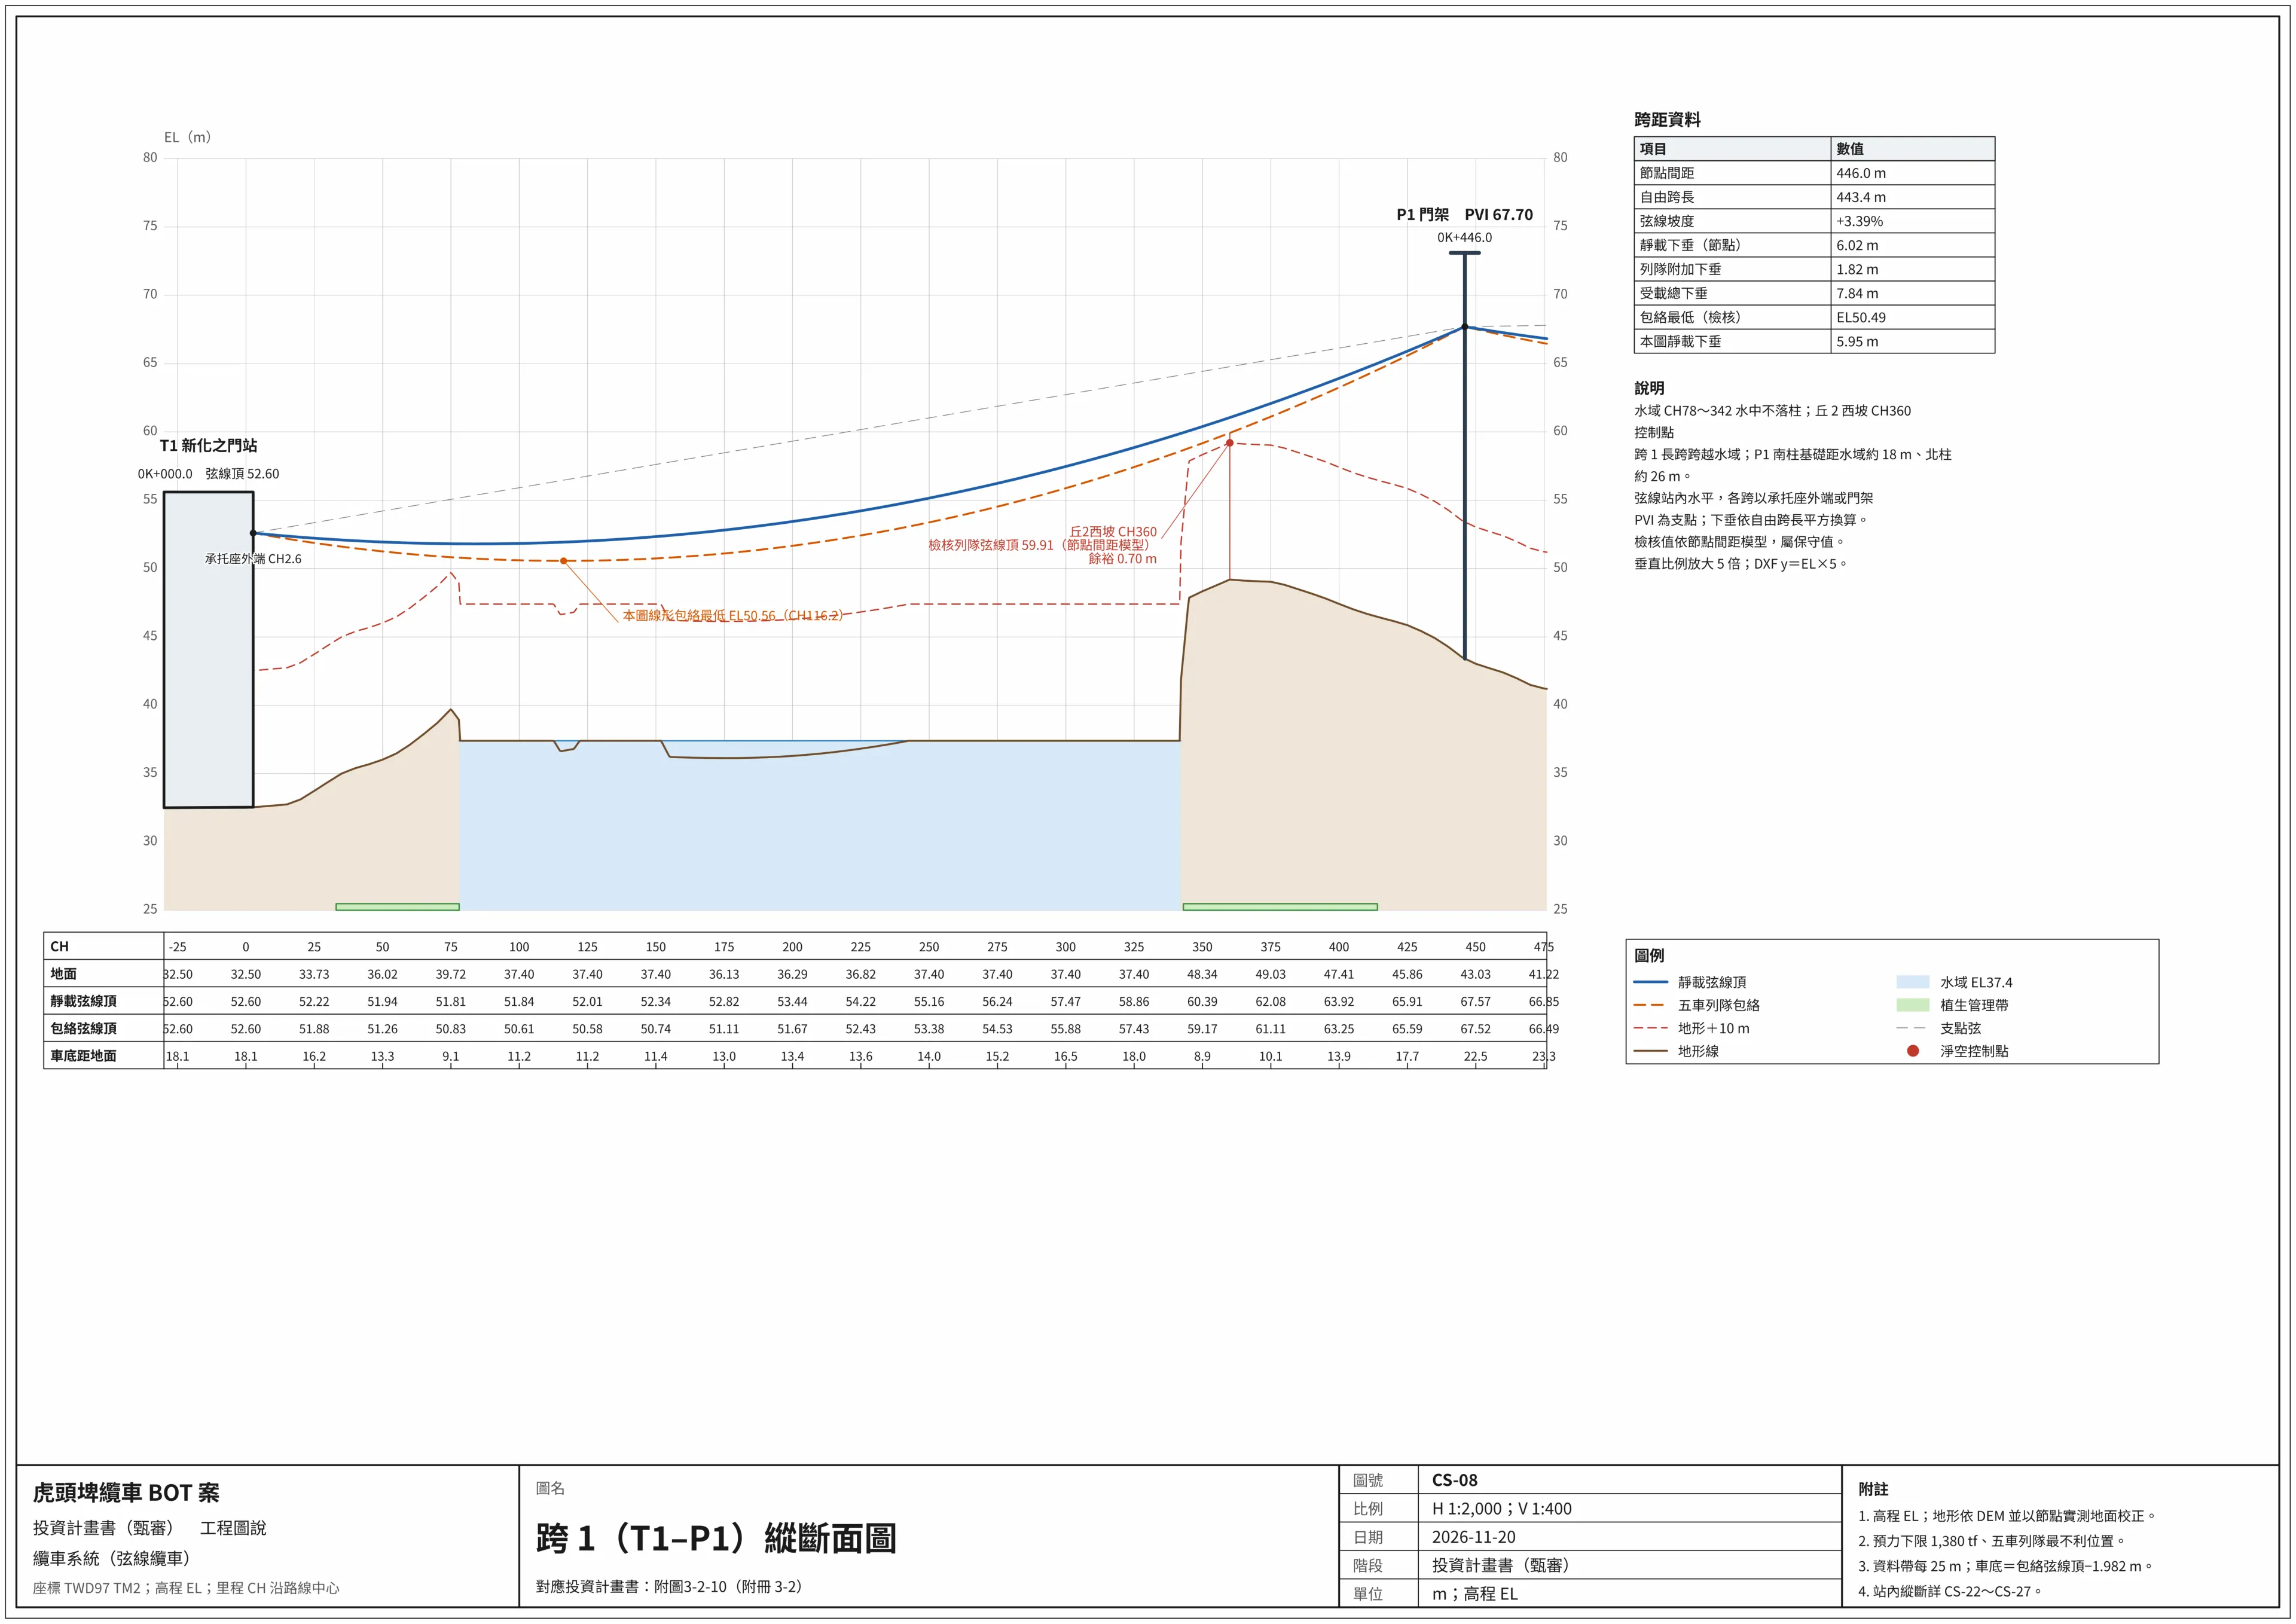 EL（m）
80
75
70
65
60
55
50
45
40
35
30
25
80
75
70
65
60
55
50
45
40
35
30
25
T1 新化之門站
0K+000.0　弦線頂 52.60
承托座外端 CH2.6
本圖線形包絡最低 EL50.56（CH116.2）
丘2西坡 CH360
檢核列隊弦線頂 59.91（節點間距模型）
餘裕 0.70 m
P1 門架　PVI 67.70
0K+446.0
CH -25 0 25 50 75 100 125 150 175 200 225 250 275 300 325 350 375 400 425 450 475
地面 32.50 32.50 33.73 36.02 39.72 37.40 37.40 37.40 36.13 36.29 36.82 37.40 37.40 37.40 37.40 48.34 49.03 47.41 45.86 43.03 41.22
靜載弦線頂 52.60 52.60 52.22 51.94 51.81 51.84 52.01 52.34 52.82 53.44 54.22 55.16 56.24 57.47 58.86 60.39 62.08 63.92 65.91 67.57 66.85
包絡弦線頂 52.60 52.60 51.88 51.26 50.83 50.61 50.58 50.74 51.11 51.67 52.43 53.38 54.53 55.88 57.43 59.17 61.11 63.25 65.59 67.52 66.49
車底距地面 18.1 18.1 16.2 13.3 9.1 11.2 11.2 11.4 13.0 13.4 13.6 14.0 15.2 16.5 18.0 8.9 10.1 13.9 17.7 22.5 23.3
跨距資料
項目 數值
節點間距 446.0 m
自由跨長 443.4 m
弦線坡度 +3.39%
靜載下垂（節點） 6.02 m
列隊附加下垂 1.82 m
受載總下垂 7.84 m
包絡最低（檢核） EL50.49
本圖靜載下垂 5.95 m
說明
水域 CH78～342 水中不落柱；丘 2 西坡 CH360
控制點
跨 1 長跨跨越水域；P1 南柱基礎距水域約 18 m、北柱
約 26 m。
弦線站內水平，各跨以承托座外端或門架
PVI 為支點；下垂依自由跨長平方換算。
檢核值依節點間距模型，屬保守值。
垂直比例放大 5 倍；DXF y＝EL×5。
圖例
靜載弦線頂
五車列隊包絡
地形＋10 m
地形線
水域 EL37.4
植生管理帶
支點弦
淨空控制點
虎頭埤纜車 BOT 案
投資計畫書（甄審）　工程圖說
纜車系統（弦線纜車）
座標 TWD97 TM2；高程 EL；里程 CH 沿路線中心
圖名
跨 1（T1–P1）縱斷面圖
對應投資計畫書：附圖3-2-10（附冊 3-2）
圖號 CS-08
比例 H 1:2,000；V 1:400
日期 2026-11-20
階段 投資計畫書（甄審）
單位 m；高程 EL
附註
1. 高程 EL；地形依 DEM 並以節點實測地面校正。
2. 預力下限 1,380 tf、五車列隊最不利位置。
3. 資料帶每 25 m；車底＝包絡弦線頂−1.982 m。
4. 站內縱斷詳 CS-22～CS-27。